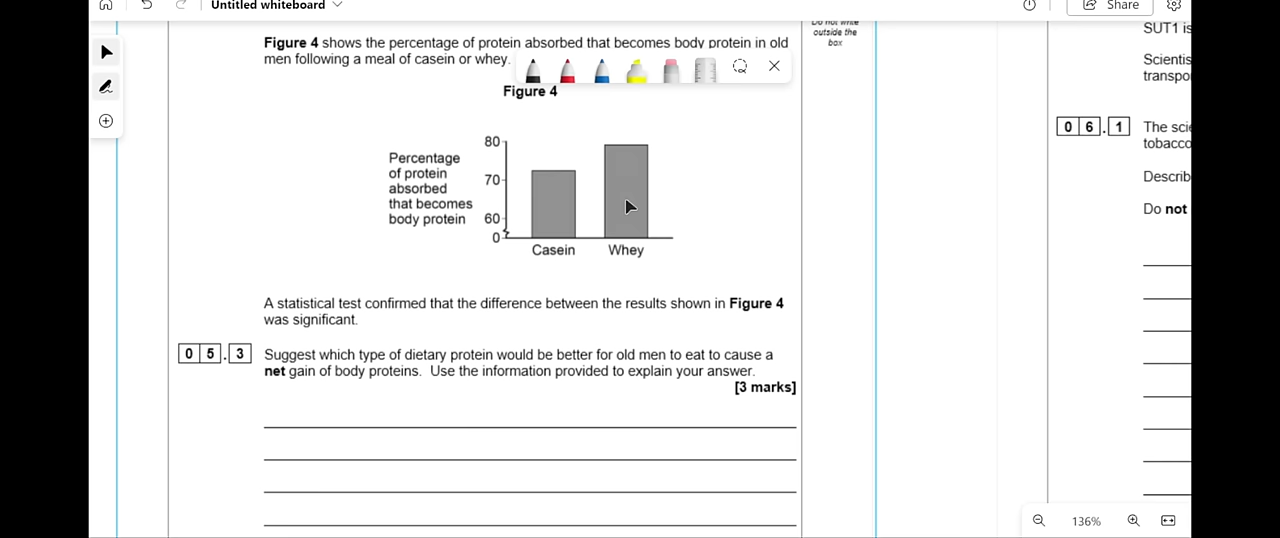 Untitled whiteboard
Share
Do not write
outside the
box
Figure 4 shows the percentage of protein absorbed that becomes body protein in old
men following a meal of casein or whey.
Figure 4
80
70
60
0
Percentage
of protein
absorbed
that becomes
body protein
Casein Whey
A statistical test confirmed that the difference between the results shown in Figure 4
was significant.
0 5 . 3 Suggest which type of dietary protein would be better for old men to eat to cause a
net gain of body proteins. Use the information provided to explain your answer.
[3 marks]
SUT1 is
Scientis
transpo
0 6 . 1 The scie
tobacco
Describ
Do not
136%